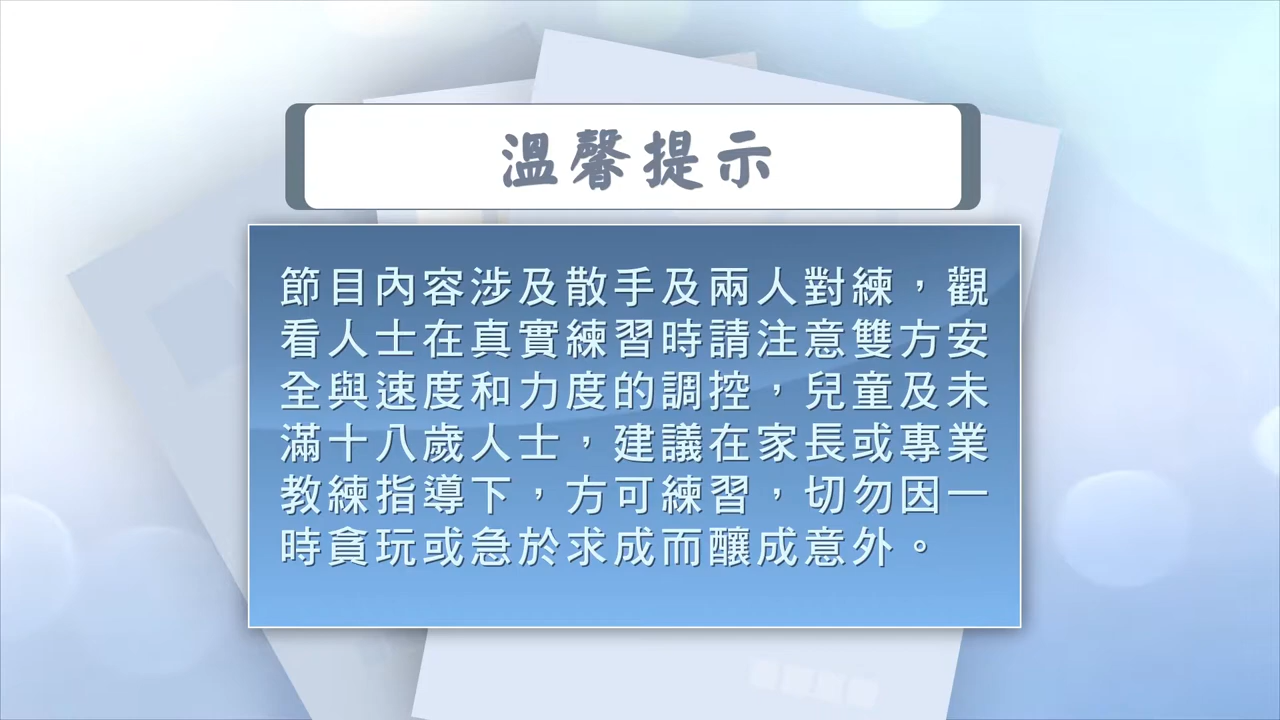 溫馨提示
節目內容涉及散手及兩人對練，觀
看人士在真實練習時請注意雙方安
全與速度和力度的調控，兒童及未
滿十八歲人士，建議在家長或專業
教練指導下，方可練習，切勿因一
時貪玩或急於求成而釀成意外。